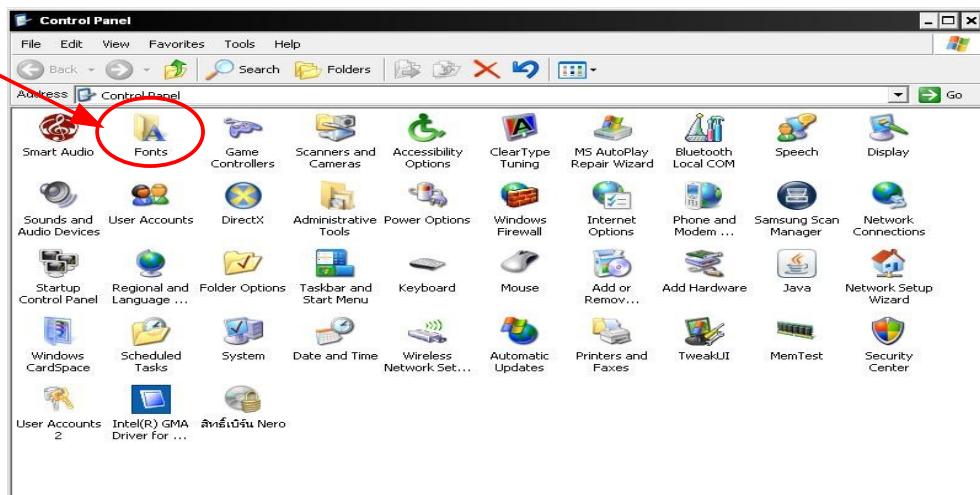 Control Panel
File Edit View Favorites Tools Help
Back Search Folders
Address Control Panel Go
Smart Audio Fonts Game Scanners and Accessibility ClearType MS AutoPlay Bluetooth Speech Display
Controllers Cameras Options Tuning Repair Wizard Local COM
Sounds and User Accounts DirectX Administrative Power Options Windows Internet Phone and Samsung Scan Network
Audio Devices Tools Firewall Options Modem ... Manager Connections
Startup Regional and Folder Options Taskbar and Keyboard Mouse Add or Add Hardware Java Network Setup
Control Panel Language ... Start Menu Remov... Wizard
Windows Scheduled System Date and Time Wireless Automatic Printers and TweakUI MemTest Security
CardSpace Tasks Network Set... Updates Faxes Center
User Accounts Intel(R) GMA สิทธิ์เบิร์น Nero
2 Driver for ...